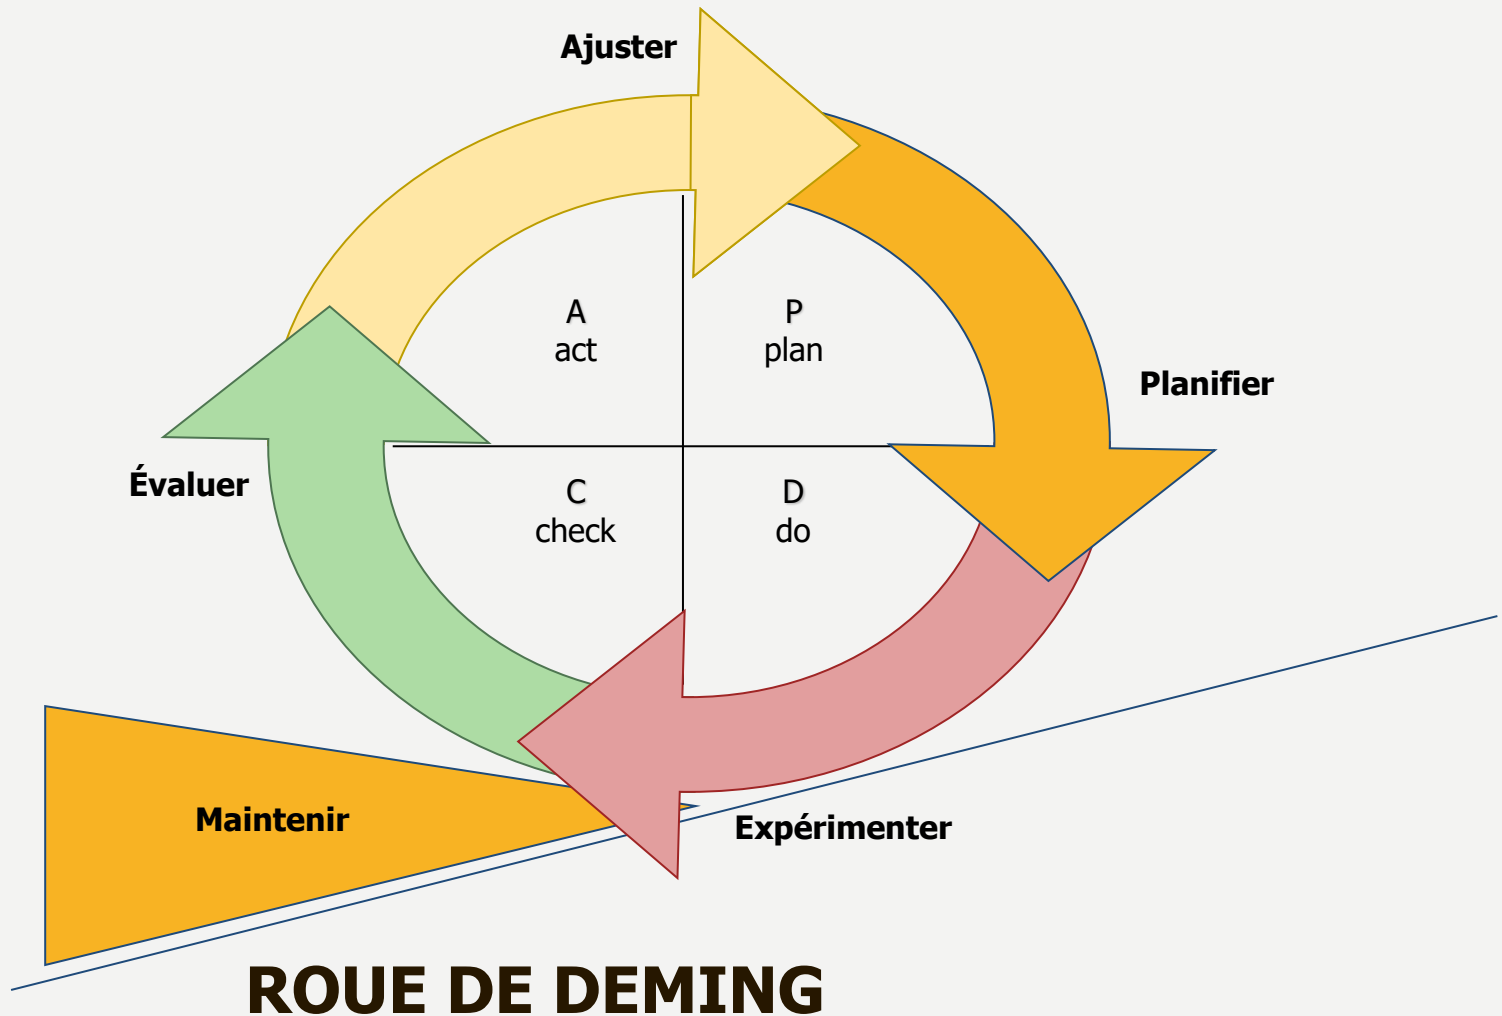 Ajuster
A
act
P
plan
Planifier
Évaluer
C
check
D
do
Maintenir
Expérimenter
ROUE DE DEMING